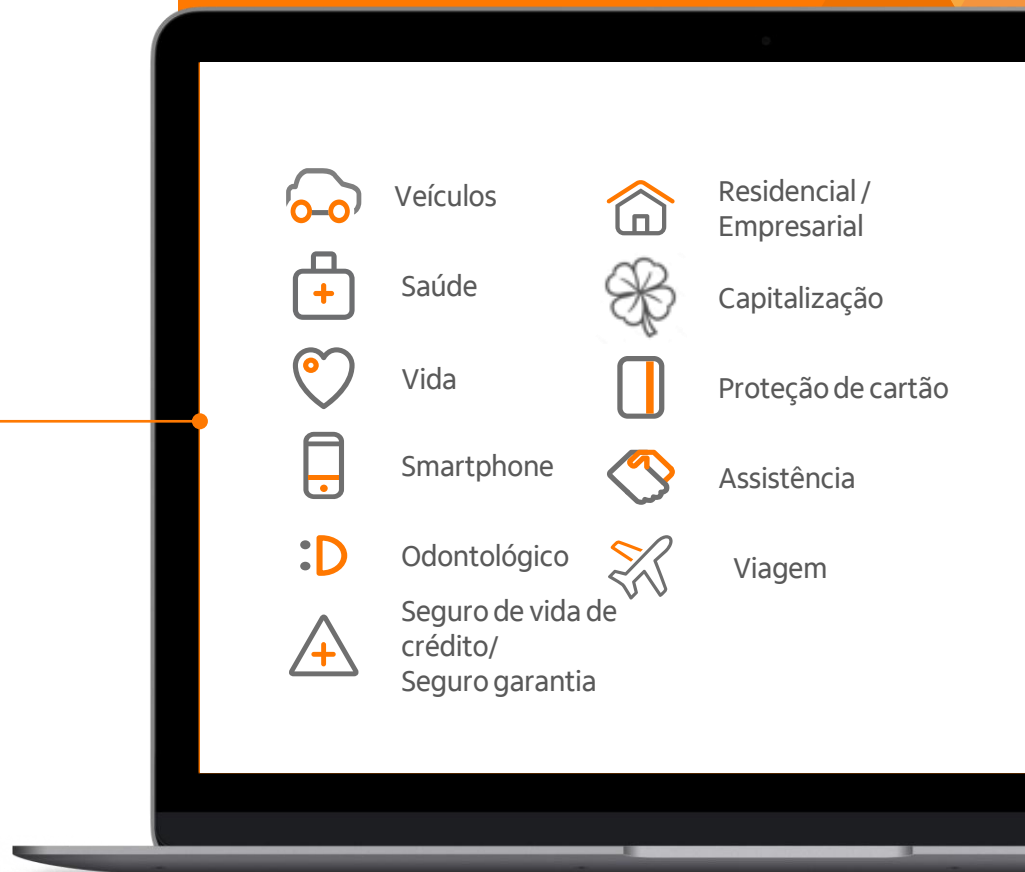 Veículos
Saúde
Vida
Smartphone
Odontológico
Seguro de vida de
crédito/
Seguro garantia
Residencial /
Empresarial
Capitalização
Proteção de cartão
Assistência
Viagem